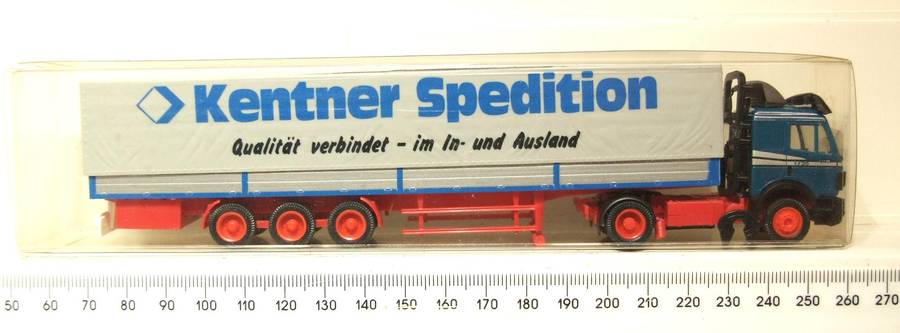 Kentner Spedition
Qualität verbindet - im In- und Ausland
50 60 70 80 90 100 110 120 130 140 150 160 170 180 190 200 210 220 230 240 250 260 270